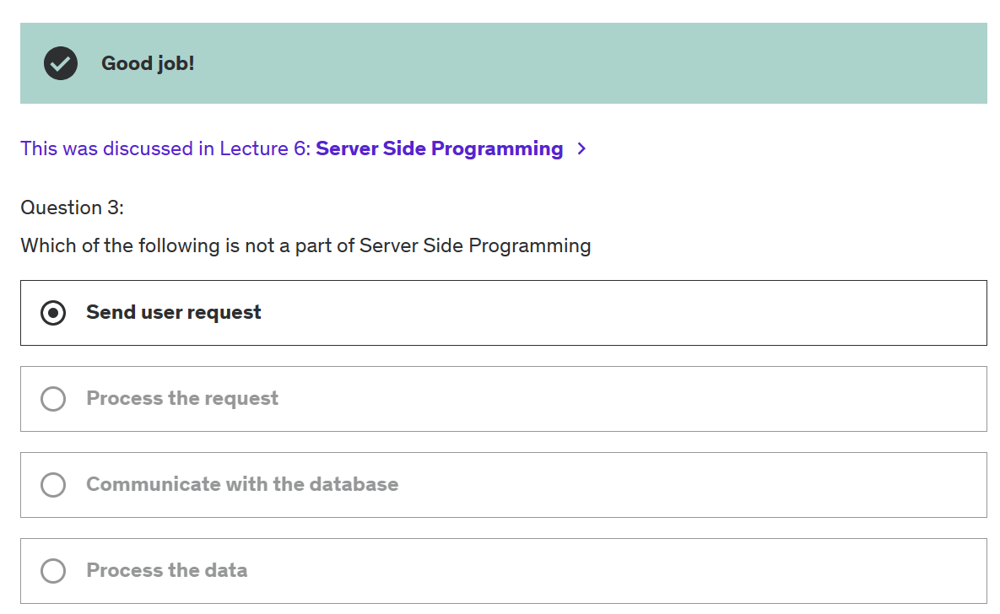 Good job!
This was discussed in Lecture 6: Server Side Programming
Question 3:
Which of the following is not a part of Server Side Programming
Send user request
Process the request
Communicate with the database
Process the data